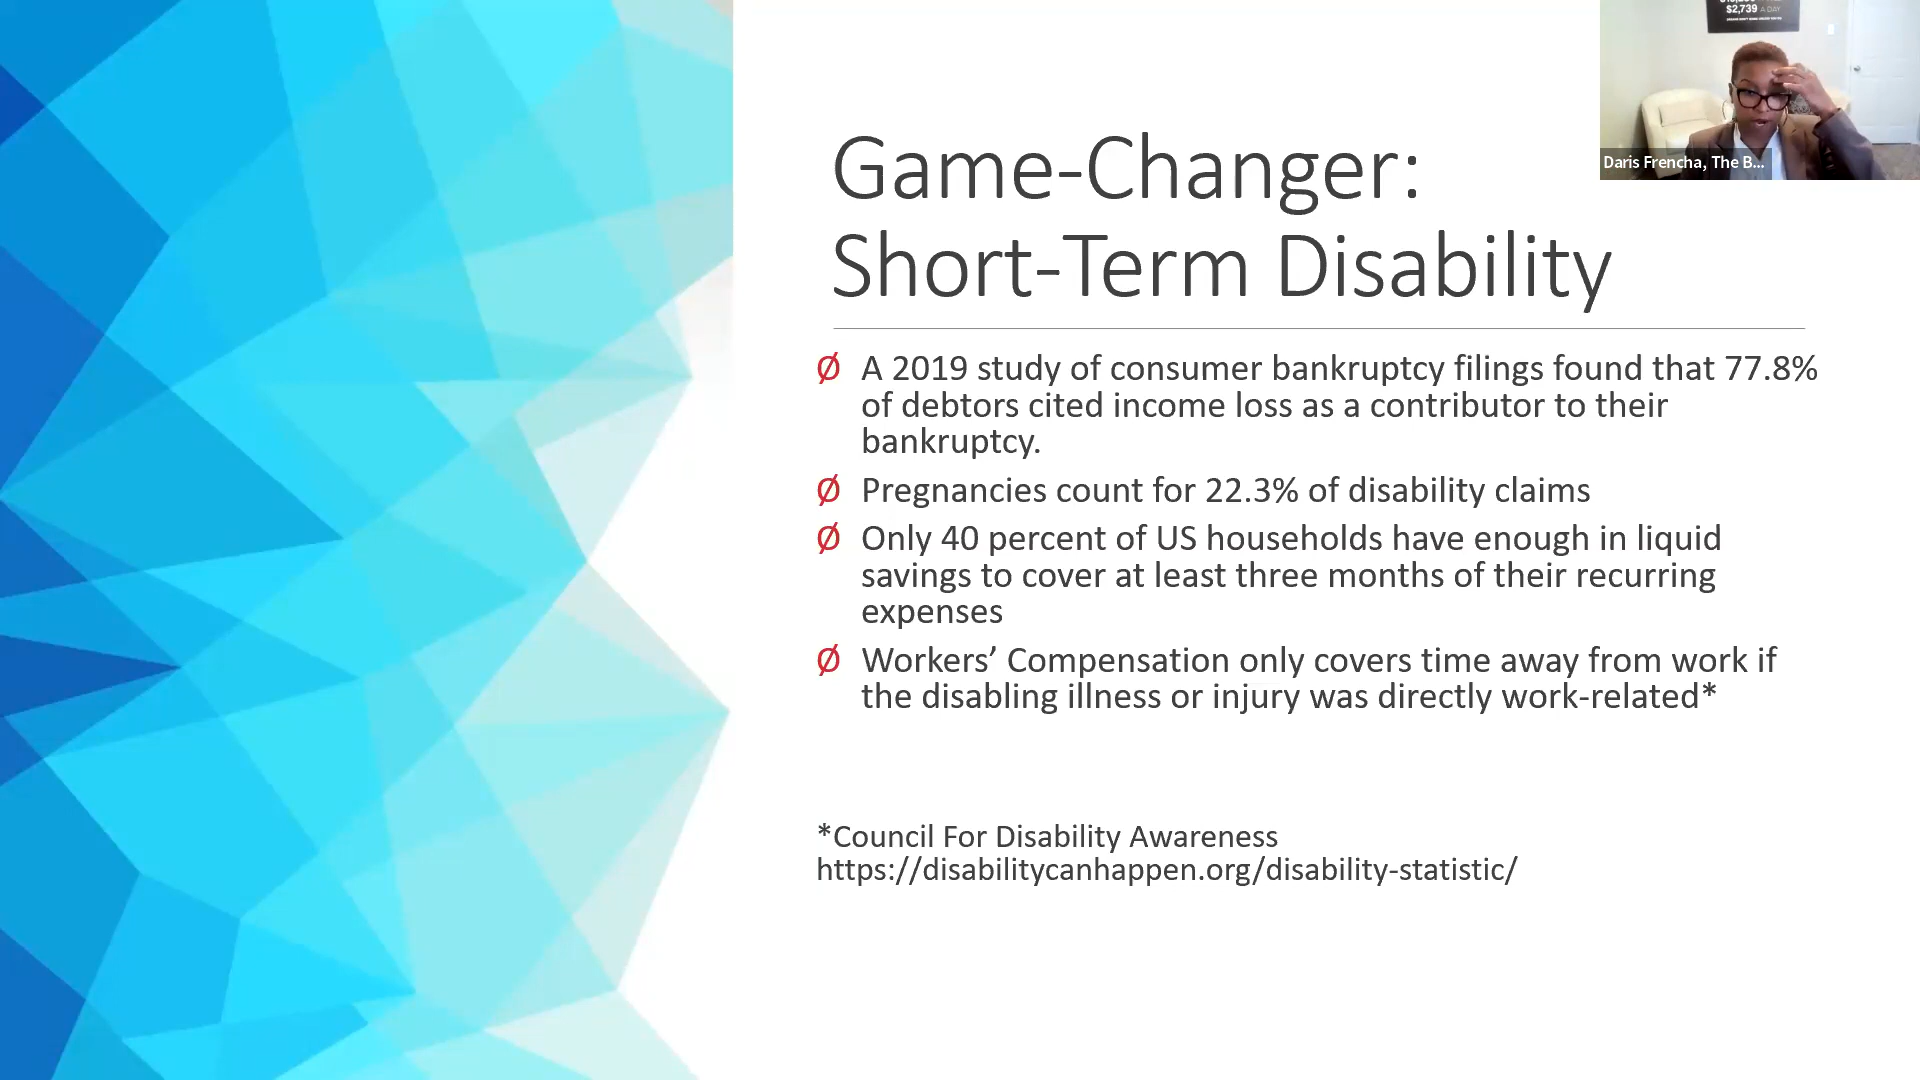 $2,739 A DAY
Daris Frencha, The B...
Game-Changer:
Short-Term Disability
Ø A 2019 study of consumer bankruptcy filings found that 77.8%
of debtors cited income loss as a contributor to their
bankruptcy.
Ø Pregnancies count for 22.3% of disability claims
Ø Only 40 percent of US households have enough in liquid
savings to cover at least three months of their recurring
expenses
Ø Workers’ Compensation only covers time away from work if
the disabling illness or injury was directly work-related*
*Council For Disability Awareness
https://disabilitycanhappen.org/disability-statistic/